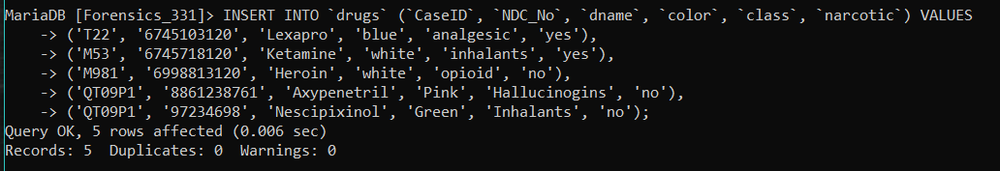 MariaDB [Forensics_331]> INSERT INTO `drugs` (`CaseID`, `NDC_No`, `dname`, `color`, `class`, `narcotic`) VALUES
-> ('T22', '6745103120', 'Lexapro', 'blue', 'analgesic', 'yes'),
-> ('M53', '6745718120', 'Ketamine', 'white', 'inhalants', 'yes'),
-> ('M981', '6998813120', 'Heroin', 'white', 'opioid', 'no'),
-> ('QT09P1', '8861238761', 'Axypenetril', 'Pink', 'Hallucinogins', 'no'),
-> ('QT09P1', '97234698', 'Nescipixinol', 'Green', 'Inhalants', 'no');
Query OK, 5 rows affected (0.006 sec)
Records: 5  Duplicates: 0  Warnings: 0